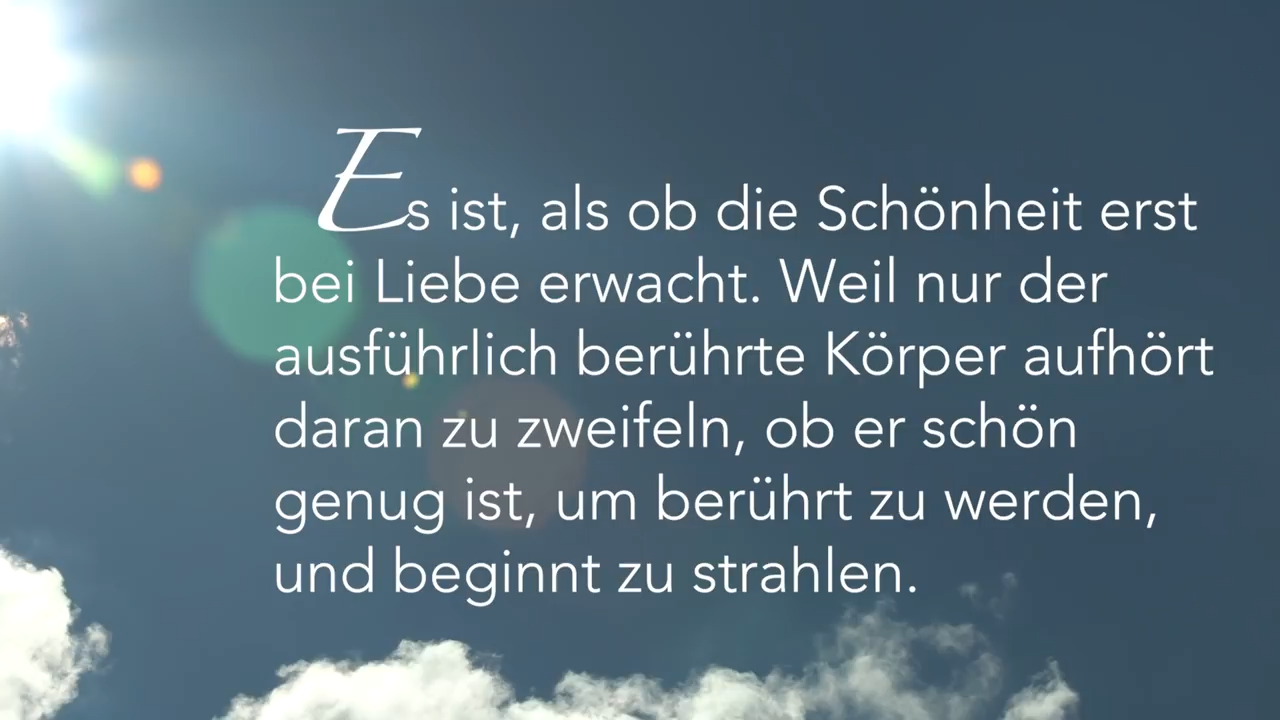 Es ist, als ob die Schönheit erst
bei Liebe erwacht. Weil nur der
ausführlich berührte Körper aufhört
daran zu zweifeln, ob er schön
genug ist, um berührt zu werden,
und beginnt zu strahlen.